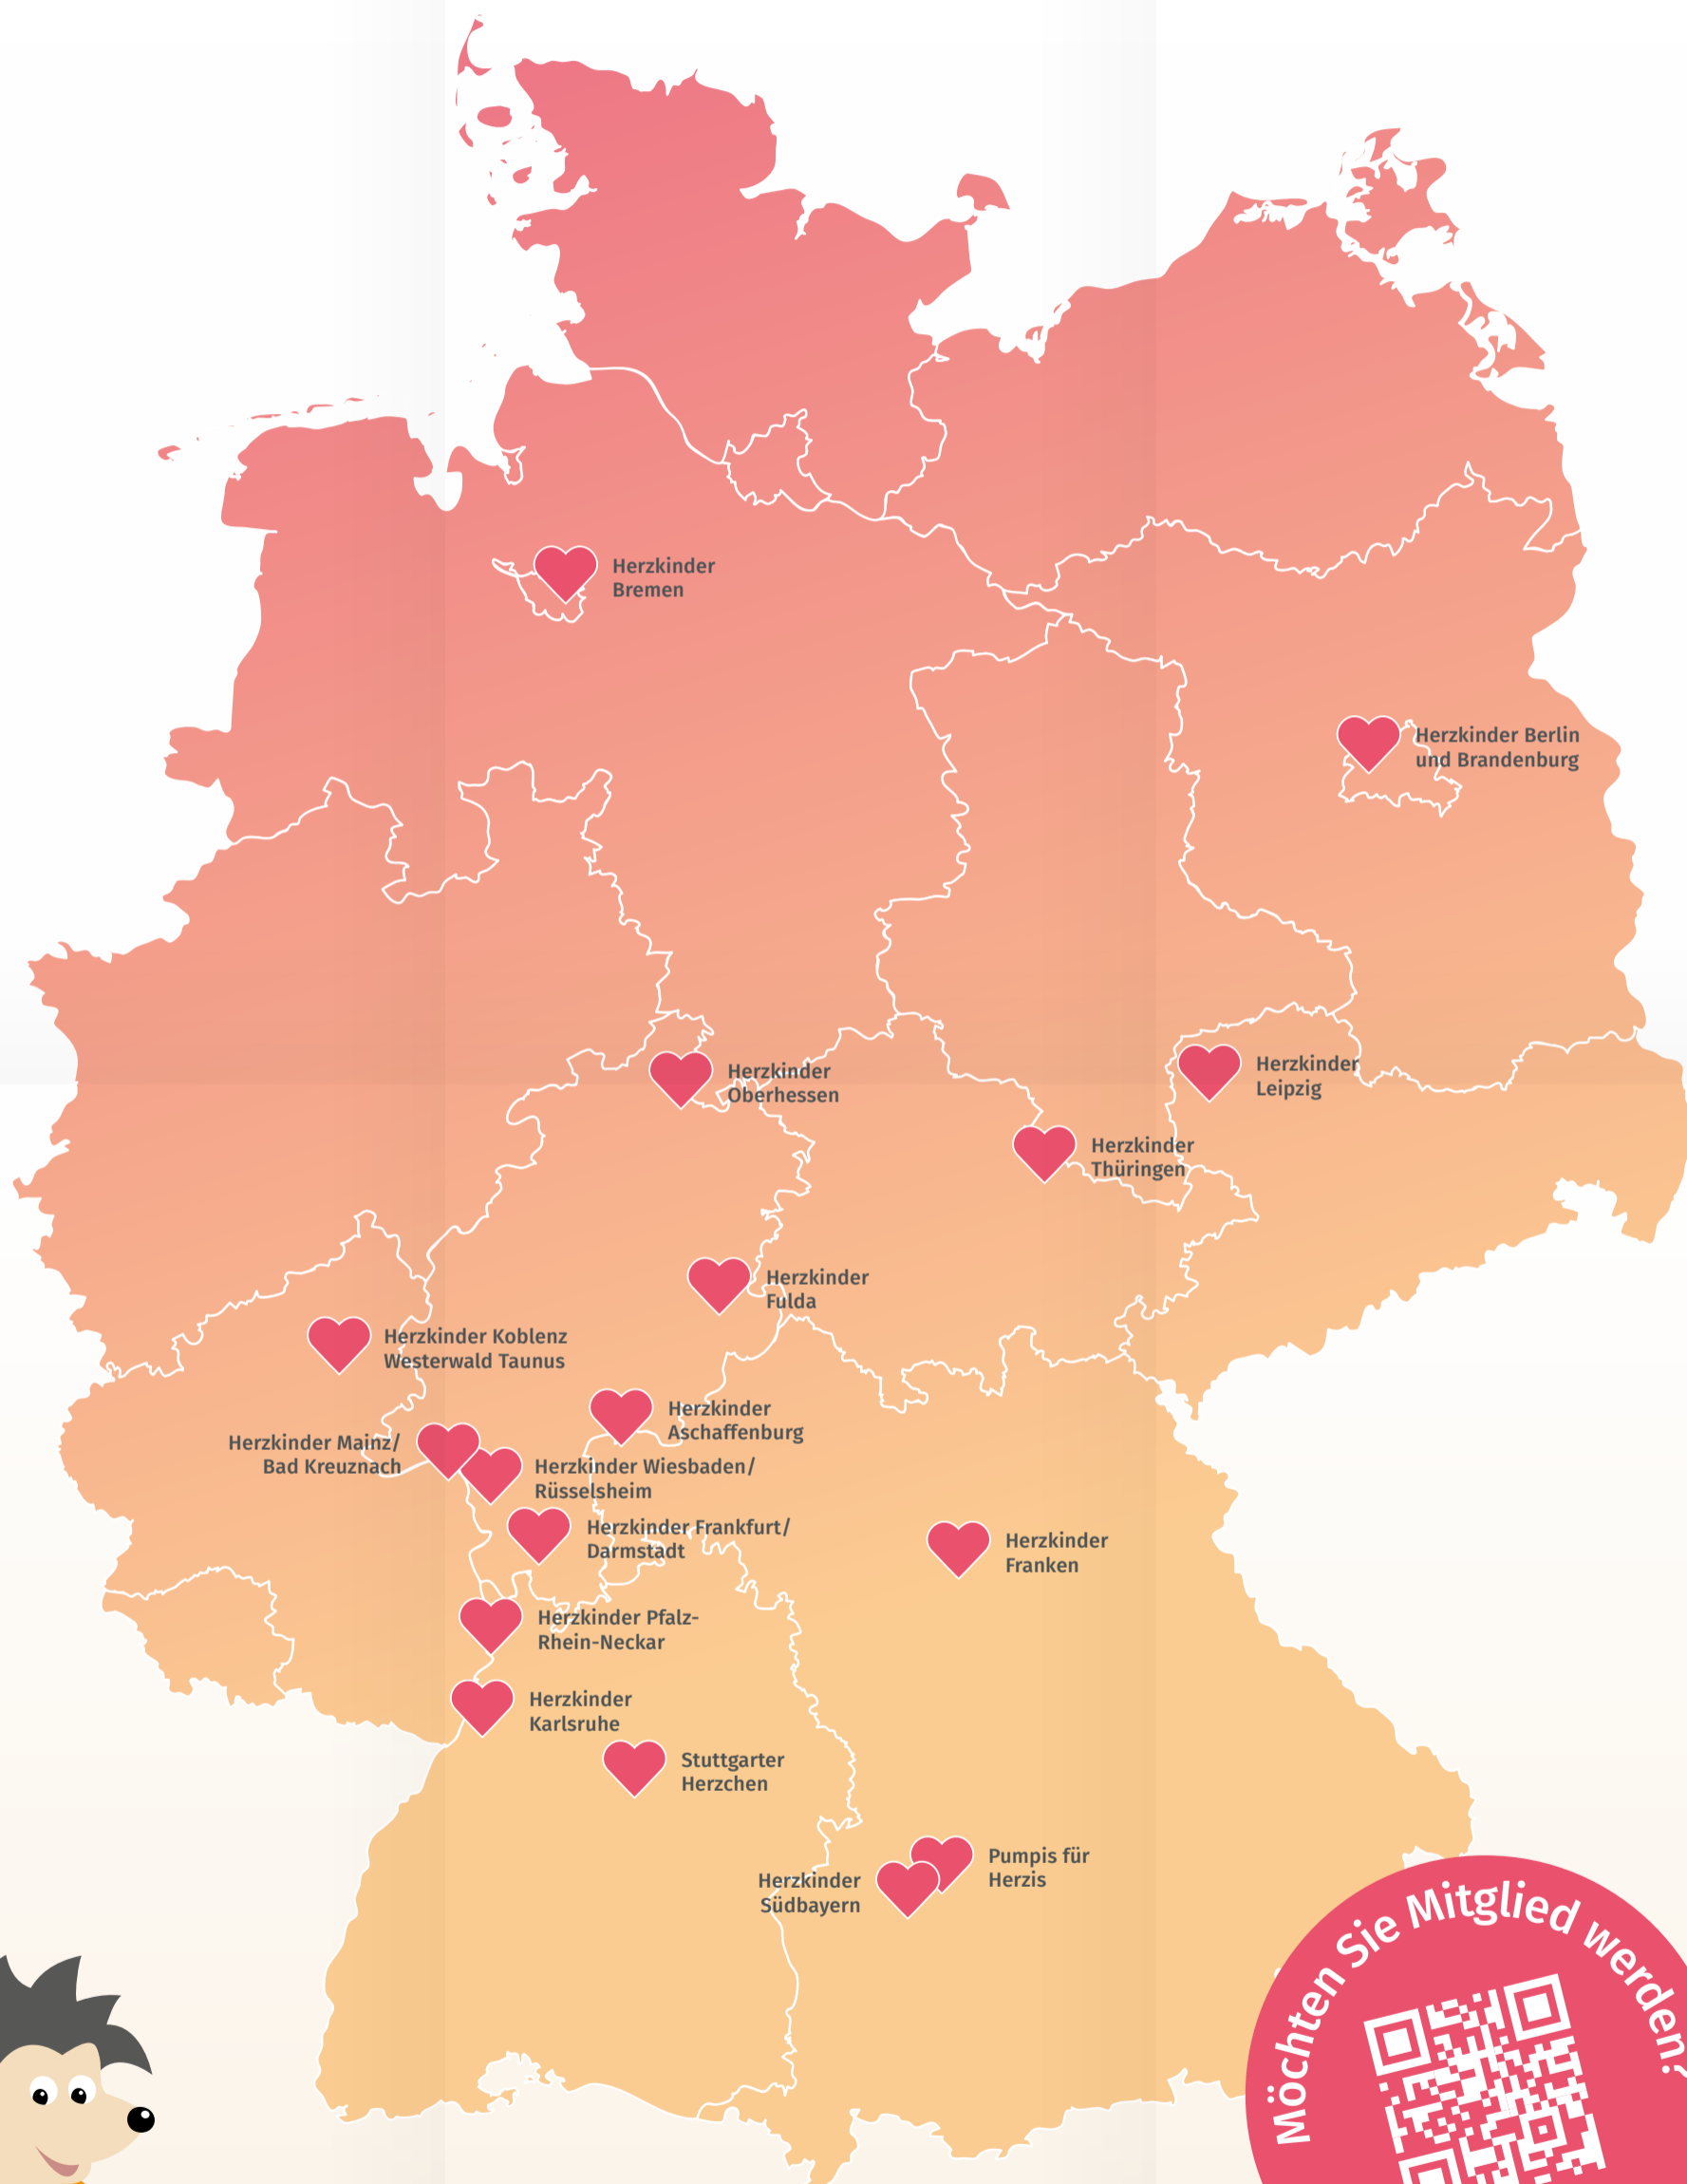 Herzkinder
Bremen
Herzkinder Berlin
und Brandenburg
Herzkinder
Oberhessen
Herzkinder
Leipzig
Herzkinder
Thüringen
Herzkinder
Fulda
Herzkinder Koblenz
Westerwald Taunus
Herzkinder
Aschaffenburg
Herzkinder Mainz/
Bad Kreuznach
Herzkinder Wiesbaden/
Rüsselsheim
Herzkinder Frankfurt/
Darmstadt
Herzkinder
Franken
Herzkinder Pfalz-
Rhein-Neckar
Herzkinder
Karlsruhe
Stuttgarter
Herzchen
Pumpis für
Herzis
Herzkinder
Südbayern
Möchten Sie Mitglied werden?